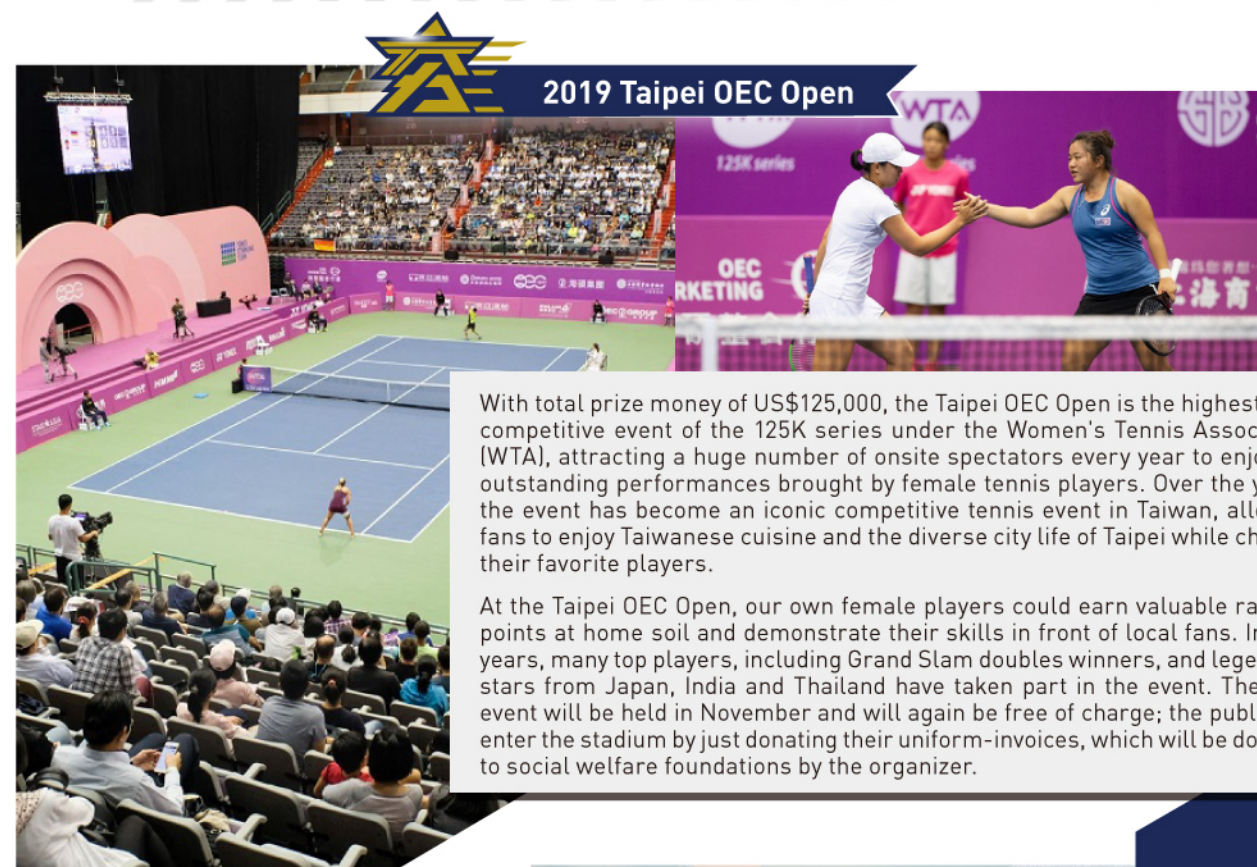 2019 Taipei OEC Open
WTA
125K series
OEC
RKETING
With total prize money of US$125,000, the Taipei OEC Open is the highest
competitive event of the 125K series under the Women's Tennis Assoc
(WTA), attracting a huge number of onsite spectators every year to enjo
outstanding performances brought by female tennis players. Over the y
the event has become an iconic competitive tennis event in Taiwan, allo
fans to enjoy Taiwanese cuisine and the diverse city life of Taipei while ch
their favorite players.
At the Taipei OEC Open, our own female players could earn valuable ra
points at home soil and demonstrate their skills in front of local fans. In
years, many top players, including Grand Slam doubles winners, and lege
stars from Japan, India and Thailand have taken part in the event. The
event will be held in November and will again be free of charge; the publ
enter the stadium by just donating their uniform-invoices, which will be do
to social welfare foundations by the organizer.